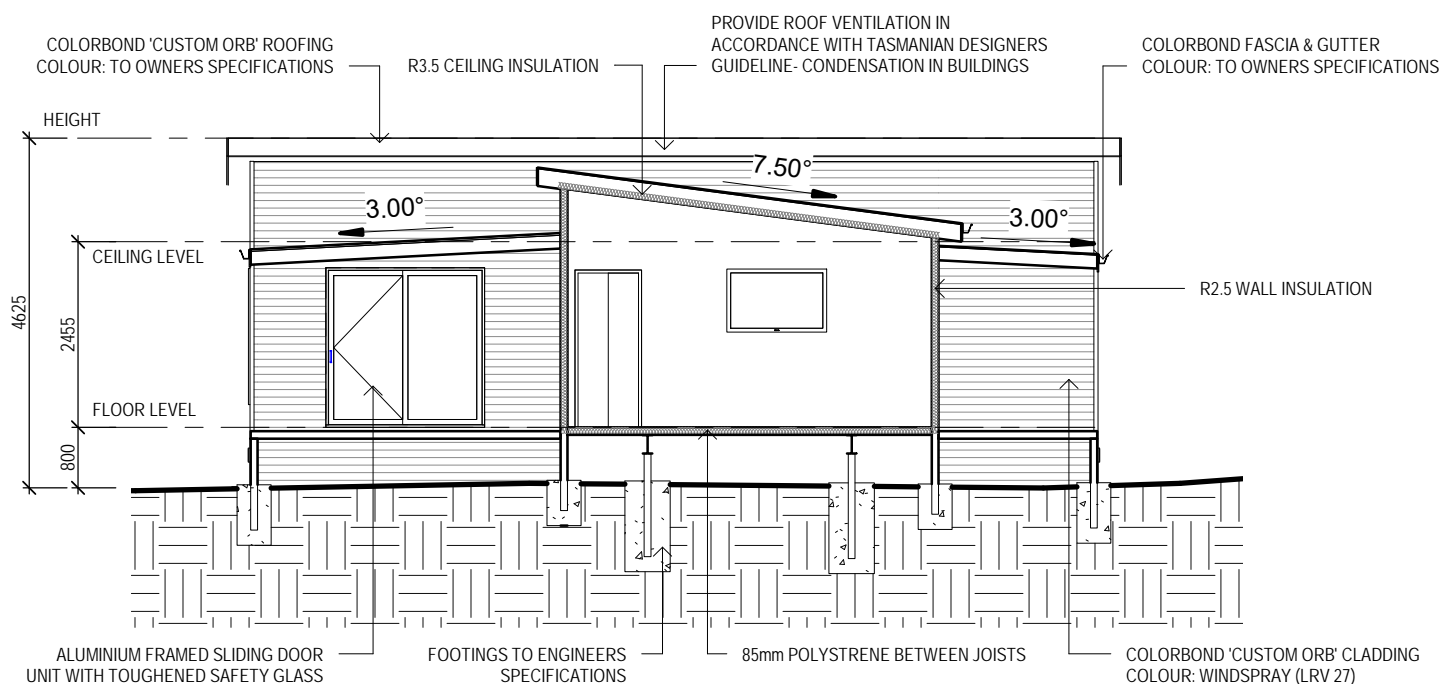 COLORBOND 'CUSTOM ORB' ROOFING
COLOUR: TO OWNERS SPECIFICATIONS
R3.5 CEILING INSULATION
PROVIDE ROOF VENTILATION IN
ACCORDANCE WITH TASMANIAN DESIGNERS
GUIDELINE- CONDENSATION IN BUILDINGS
COLORBOND FASCIA & GUTTER
COLOUR: TO OWNERS SPECIFICATIONS
HEIGHT
7.50°
3.00°
3.00°
CEILING LEVEL
R2.5 WALL INSULATION
4625
2455
FLOOR LEVEL
800
ALUMINIUM FRAMED SLIDING DOOR
UNIT WITH TOUGHENED SAFETY GLASS
FOOTINGS TO ENGINEERS
SPECIFICATIONS
85mm POLYSTRENE BETWEEN JOISTS
COLORBOND 'CUSTOM ORB' CLADDING
COLOUR: WINDSPRAY (LRV 27)